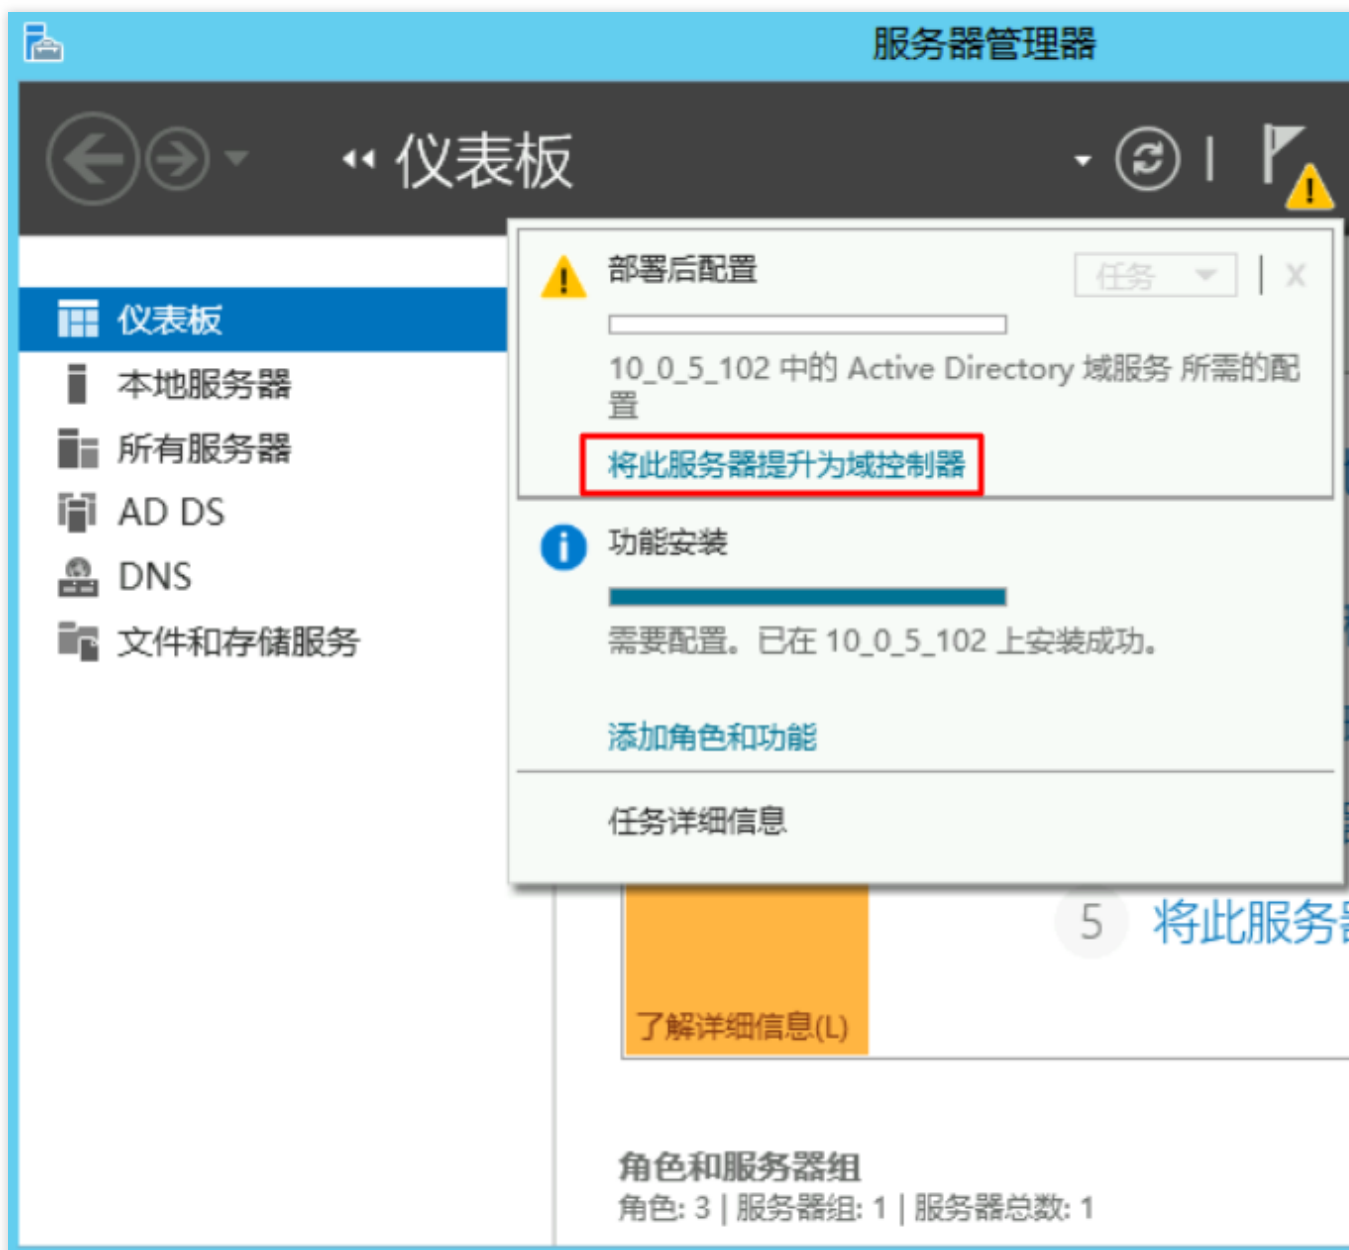 服务器管理器
仪表板
部署后配置
任务
X
10_0_5_102 中的 Active Directory 域服务 所需的配
置
将此服务器提升为域控制器
功能安装
需要配置。已在 10_0_5_102 上安装成功。
添加角色和功能
任务详细信息
仪表板
本地服务器
所有服务器
AD DS
DNS
文件和存储服务
5 将此服务
了解详细信息(L)
角色和服务器组
角色: 3 | 服务器组: 1 | 服务器总数: 1